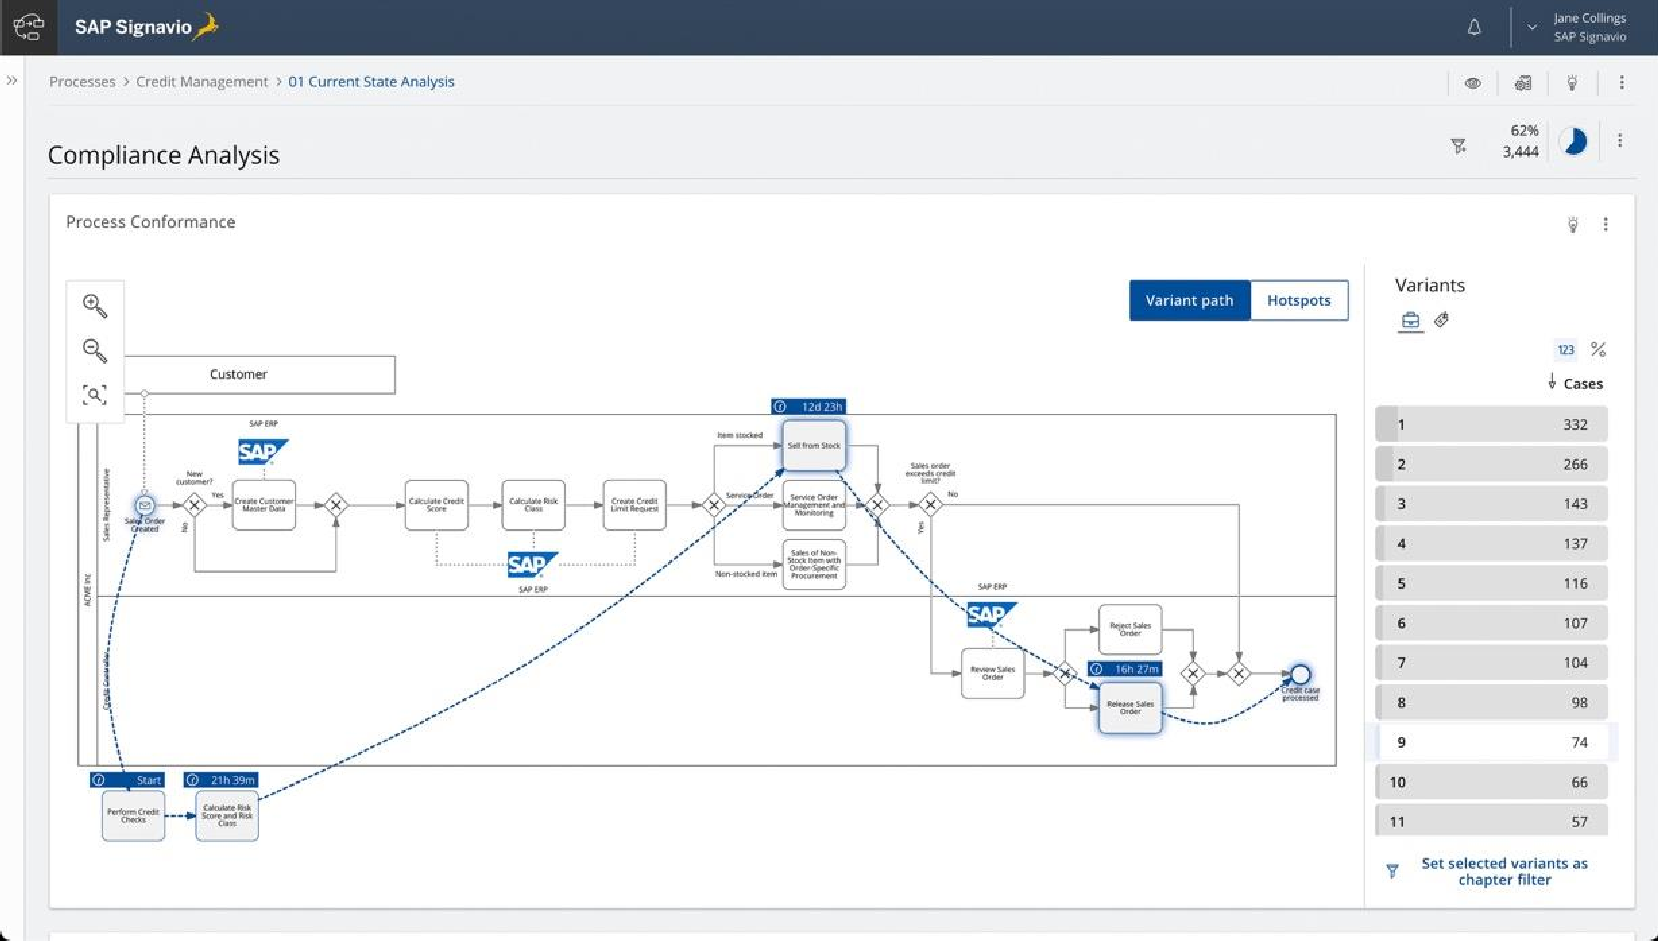 SAP Signavio
Jane Collings
SAP Signavio
Processes > Credit Management > 01 Current State Analysis
62%
3,444
Compliance Analysis
Process Conformance
Variant path
Hotspots
Variants
123 %
Cases
1 332
2 266
3 143
4 137
5 116
6 107
7 104
8 98
9 74
10 66
11 57
Set selected variants as
chapter filter
Customer
ACME Inc
Sales Representative
Credit Controller
Sales Order
Created
New
customer?
Yes
No
SAP ERP
SAP
Create Customer
Master Data
Calculate Credit
Score
Calculate Risk
Class
Create Credit
Limit Request
SAP
SAP ERP
Item stocked
Service Order
Non-stocked item
12d 23h
Sell from Stock
Service Order
Management and
Monitoring
Sales of Non-
Stock Item with
Order-Specific
Procurement
Sales order
exceeds credit
limit?
No
Yes
SAP ERP
SAP
Review Sales
Order
Reject Sales
Order
16h 27m
Release Sales
Order
Credit case
processed
Start
Perform Credit
Checks
21h 39m
Calculate Risk
Score and Risk
Class